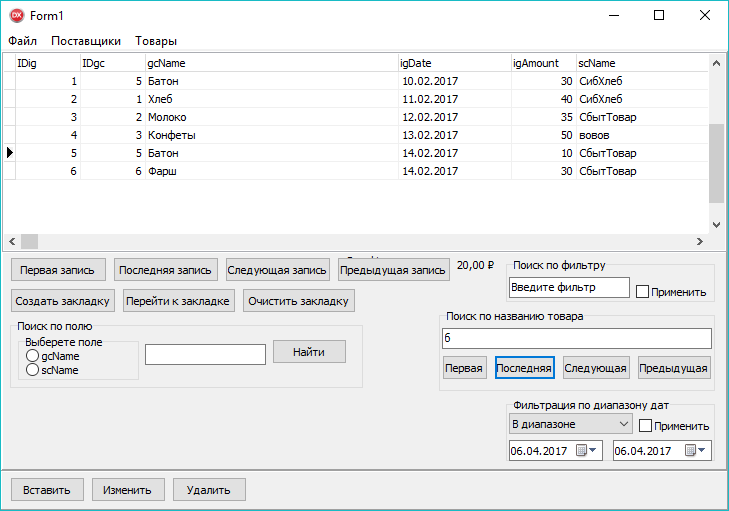 Form1
Файл Поставщики Товары
IDig IDgc gcName igDate igAmount scName
1 5 Батон 10.02.2017 30 СибХлеб
2 1 Хлеб 11.02.2017 40 СибХлеб
3 2 Молоко 12.02.2017 35 СбытТовар
4 3 Конфеты 13.02.2017 50 вовов
5 5 Батон 14.02.2017 10 СбытТовар
6 6 Фарш 14.02.2017 30 СбытТовар
Первая запись Последняя запись Следующая запись Предыдущая запись 20,00 ₽
Поиск по фильтру
Введите фильтр Применить
Создать закладку Перейти к закладке Очистить закладку
Поиск по полю
Выберете поле
gcName
scName
Найти
Поиск по названию товара
б
Первая Последняя Следующая Предыдущая
Фильтрация по диапазону дат
В диапазоне Применить
06.04.2017 06.04.2017
Вставить Изменить Удалить